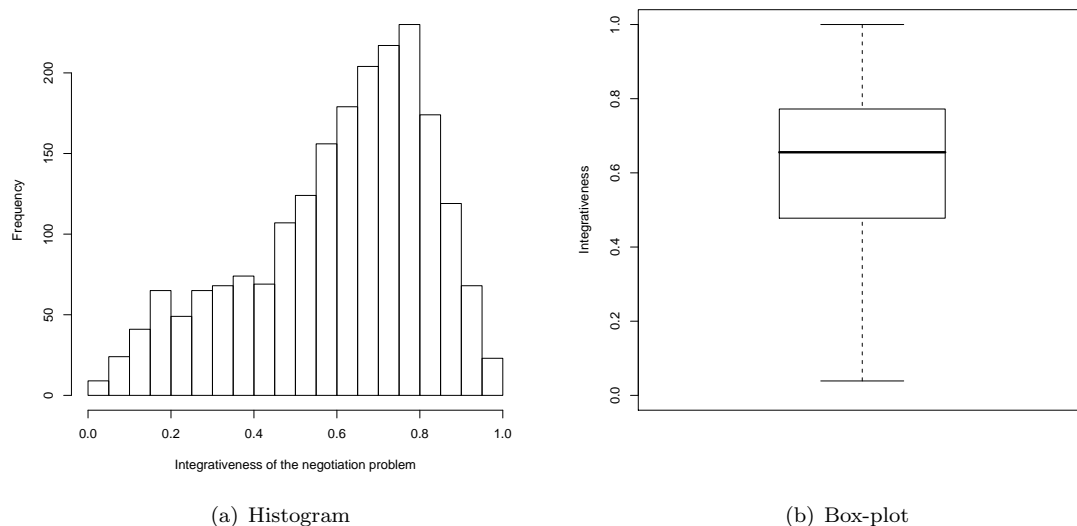 Frequency
200
150
100
50
0
0.0 0.2 0.4 0.6 0.8 1.0
Integrativeness of the negotiation problem
(a) Histogram
Integrativeness
1.0
0.8
0.6
0.4
0.2
0.0
(b) Box-plot